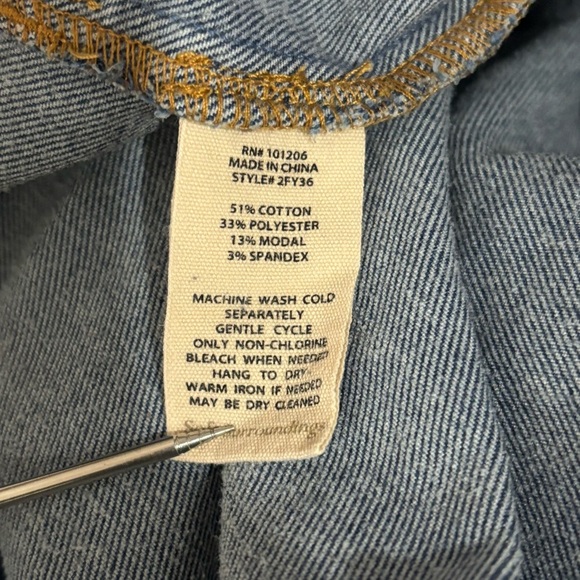 RN# 101206
MADE IN CHINA
STYLE# 2FY36
51% COTTON
33% POLYESTER
13% MODAL
3% SPANDEX
MACHINE WASH COLD
SEPARATELY
GENTLE CYCLE
ONLY NON-CHLORINE
BLEACH WHEN NEEDED
HANG TO DRY
WARM IRON IF NEEDED
MAY BE DRY CLEANED
Soft Surroundings